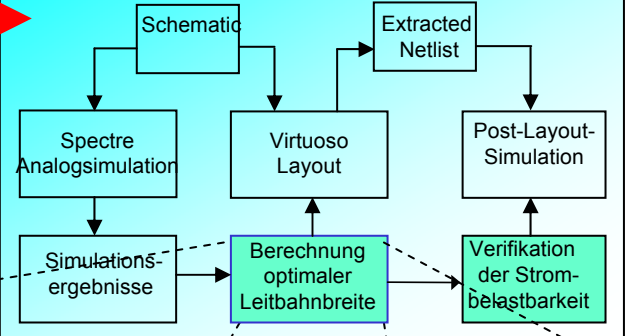 Schematic
Extracted
Netlist
Spectre
Analogsimulation
Virtuoso
Layout
Post-Layout-
Simulation
Simulations-
ergebnisse
Berechnung
optimaler
Leitbahnbreite
Verifikation
der Strom-
belastbarkeit